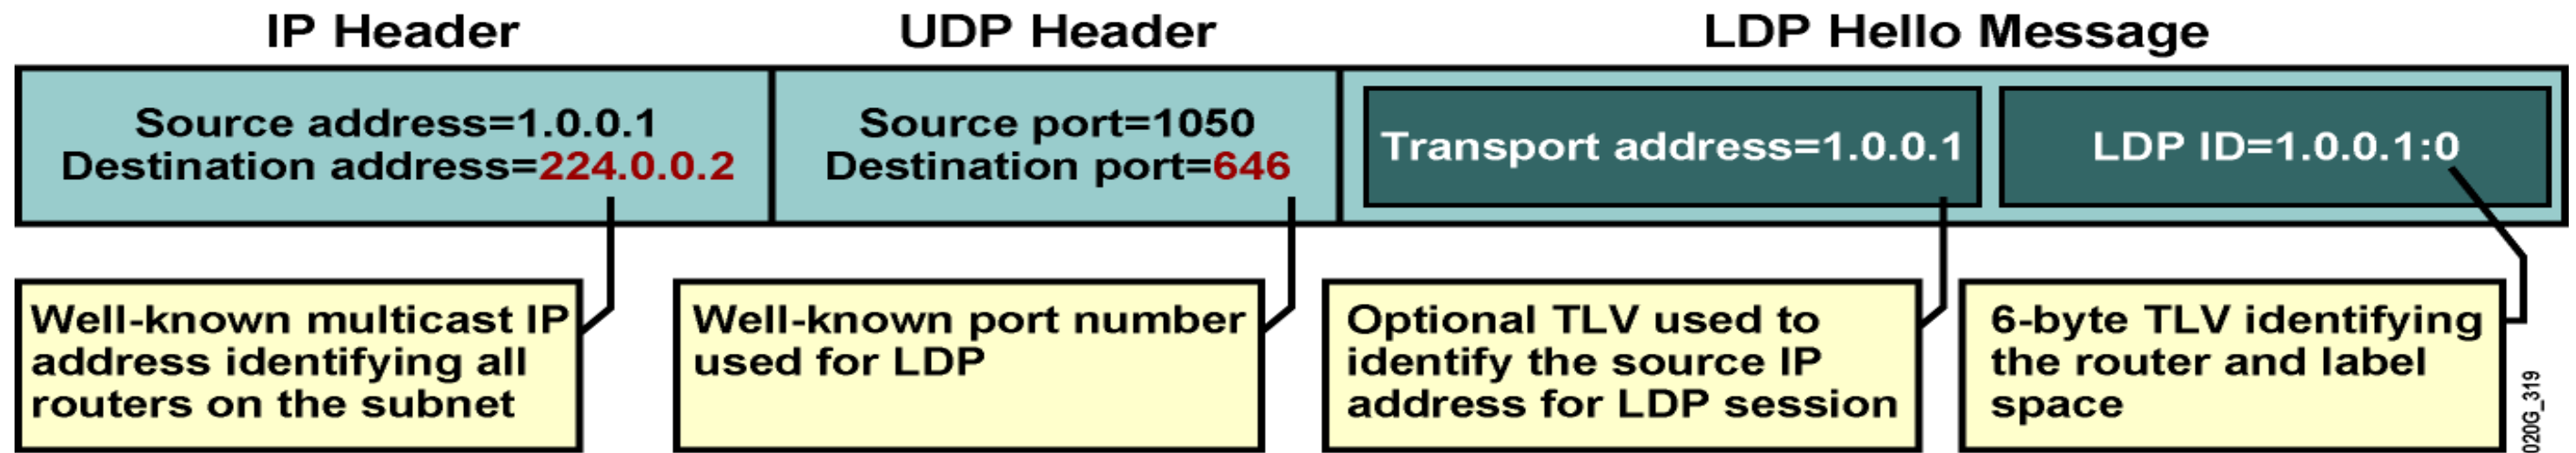 IP Header
UDP Header
LDP Hello Message
Source address=1.0.0.1
Destination address=224.0.0.2
Source port=1050
Destination port=646
Transport address=1.0.0.1
LDP ID=1.0.0.1:0
Well-known multicast IP
address identifying all
routers on the subnet
Well-known port number
used for LDP
Optional TLV used to
identify the source IP
address for LDP session
6-byte TLV identifying
the router and label
space
020G_319